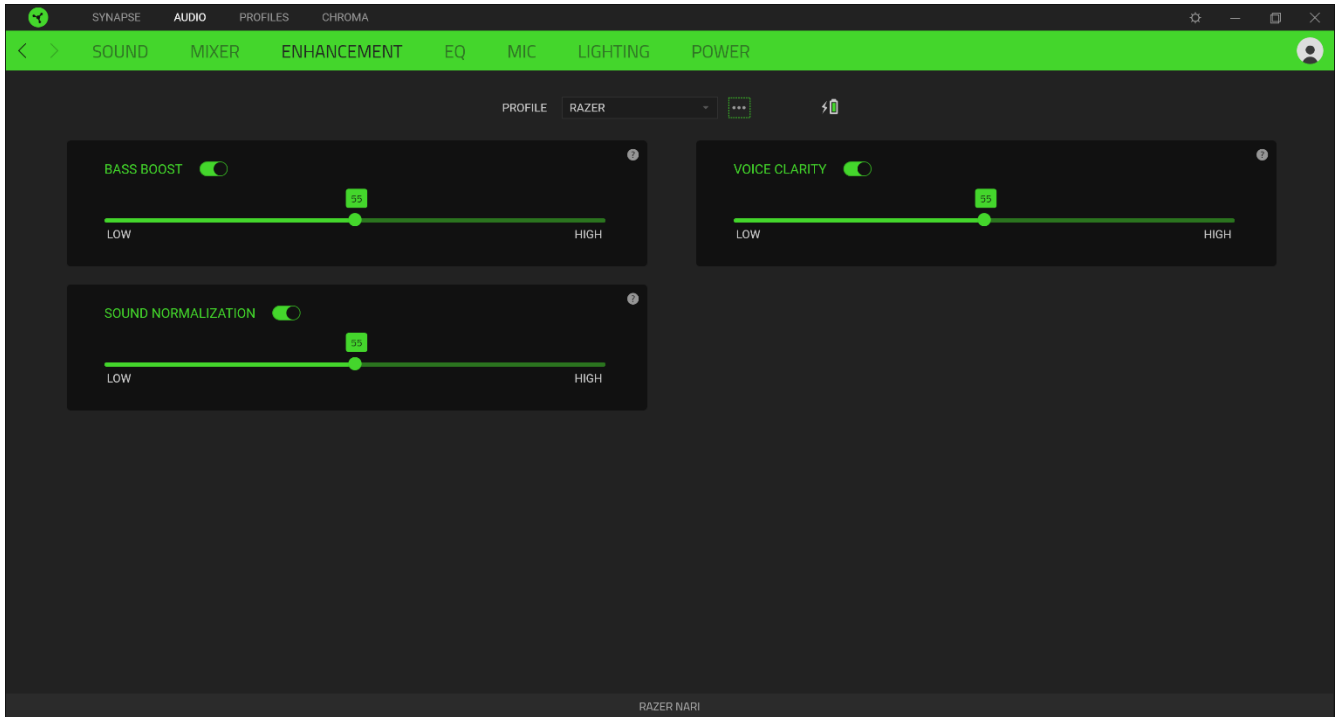 SYNAPSE AUDIO PROFILES CHROMA
SOUND MIXER ENHANCEMENT EQ MIC LIGHTING POWER
PROFILE RAZER
BASS BOOST
55
LOW HIGH
VOICE CLARITY
55
LOW HIGH
SOUND NORMALIZATION
55
LOW HIGH
RAZER NARI